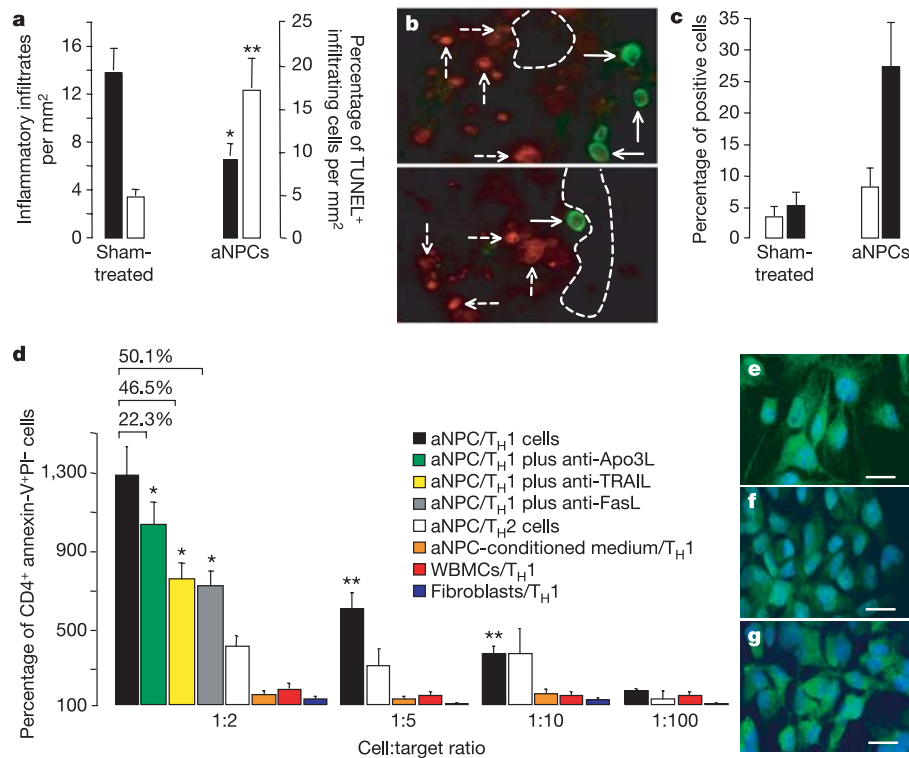 a
Inflammatory infiltrates
per mm²
16
12
8
4
0
Sham-
treated
aNPCs
*
**
25
20
15
10
5
0
Percentage of TUNEL⁺
infiltrating cells per mm²
b
c
Percentage of positive cells
35
30
25
20
15
10
5
0
Sham-
treated
aNPCs
d
50.1%
46.5%
22.3%
Percentage of CD4⁺ annexin-V⁺PI⁻ cells
1,300
900
500
100
*
*
*
**
**
aNPC/TH1 cells
aNPC/TH1 plus anti-Apo3L
aNPC/TH1 plus anti-TRAIL
aNPC/TH1 plus anti-FasL
aNPC/TH2 cells
aNPC-conditioned medium/TH1
WBMCs/TH1
Fibroblasts/TH1
1:2
1:5
1:10
1:100
Cell:target ratio
e
f
g